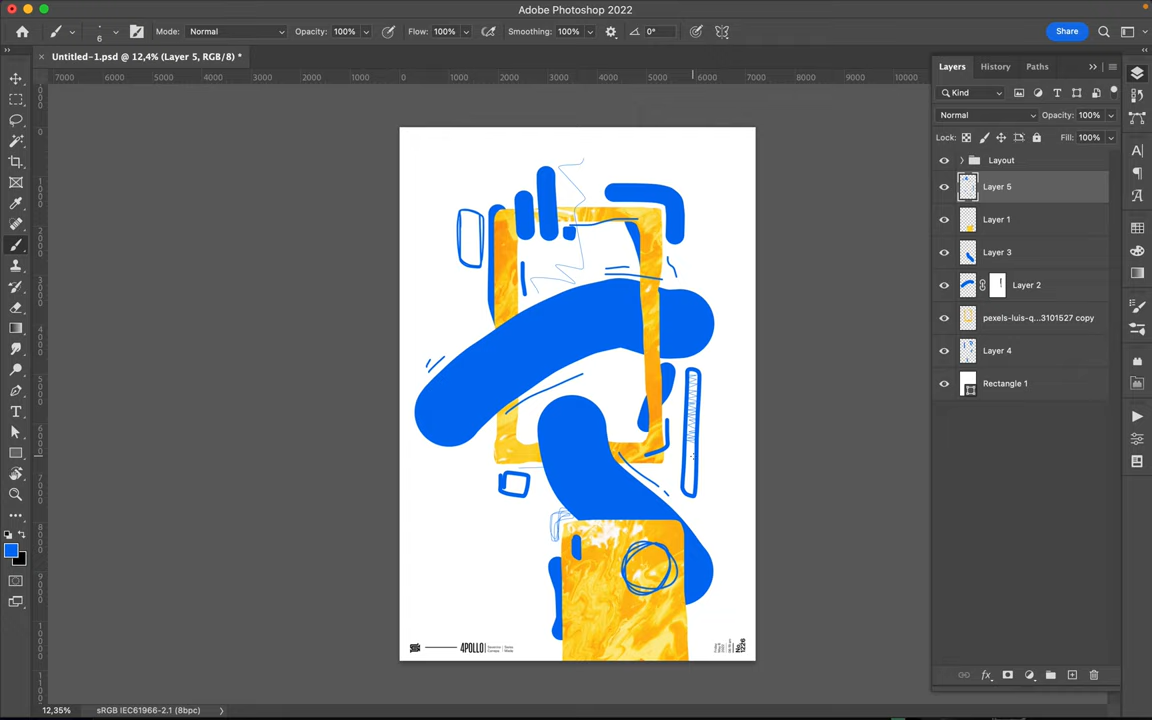 Adobe Photoshop 2022
6
Mode: Normal
Opacity: 100%
Flow: 100%
Smoothing: 100%
0°
Share
Untitled-1.psd @ 12,4% (Layer 5, RGB/8) *
7000 6000 5000 4000 3000 2000 1000 0 1000 2000 3000 4000 5000 6000 7000 8000 9000 10000
Layers
History
Paths
Kind
Normal
Opacity: 100%
Lock:
Fill: 100%
Layout
Layer 5
Layer 1
Layer 3
Layer 2
pexels-luis-q...3101527 copy
Layer 4
Rectangle 1
4POLLO
12,35%
sRGB IEC61966-2.1 (8bpc)